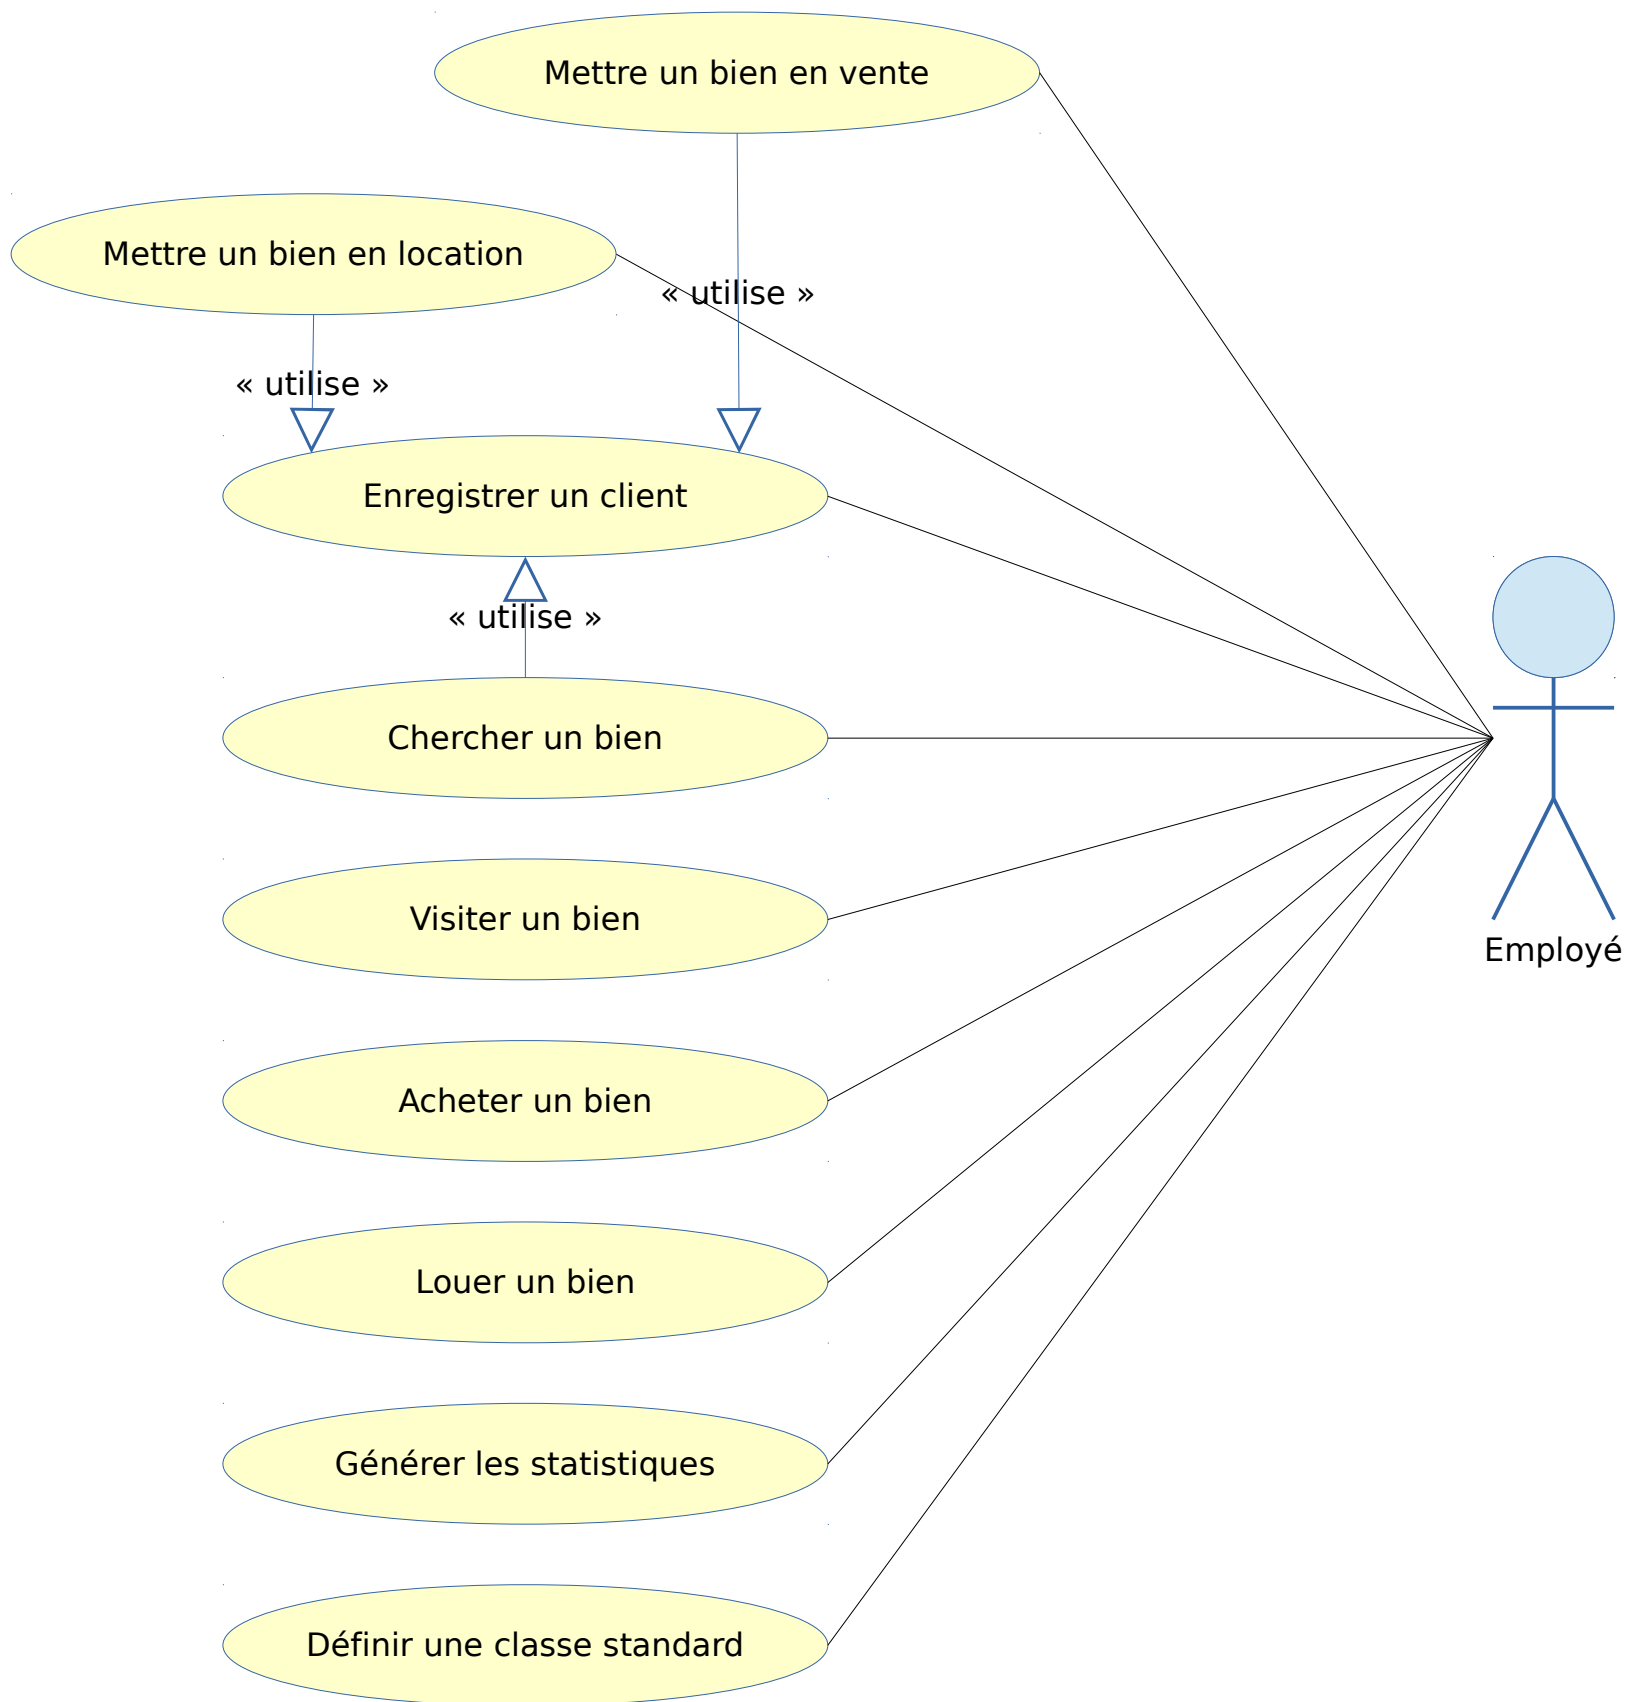 Mettre un bien en vente
Mettre un bien en location
« utilise »
« utilise »
Enregistrer un client
« utilise »
Chercher un bien
Visiter un bien
Employé
Acheter un bien
Louer un bien
Générer les statistiques
Définir une classe standard